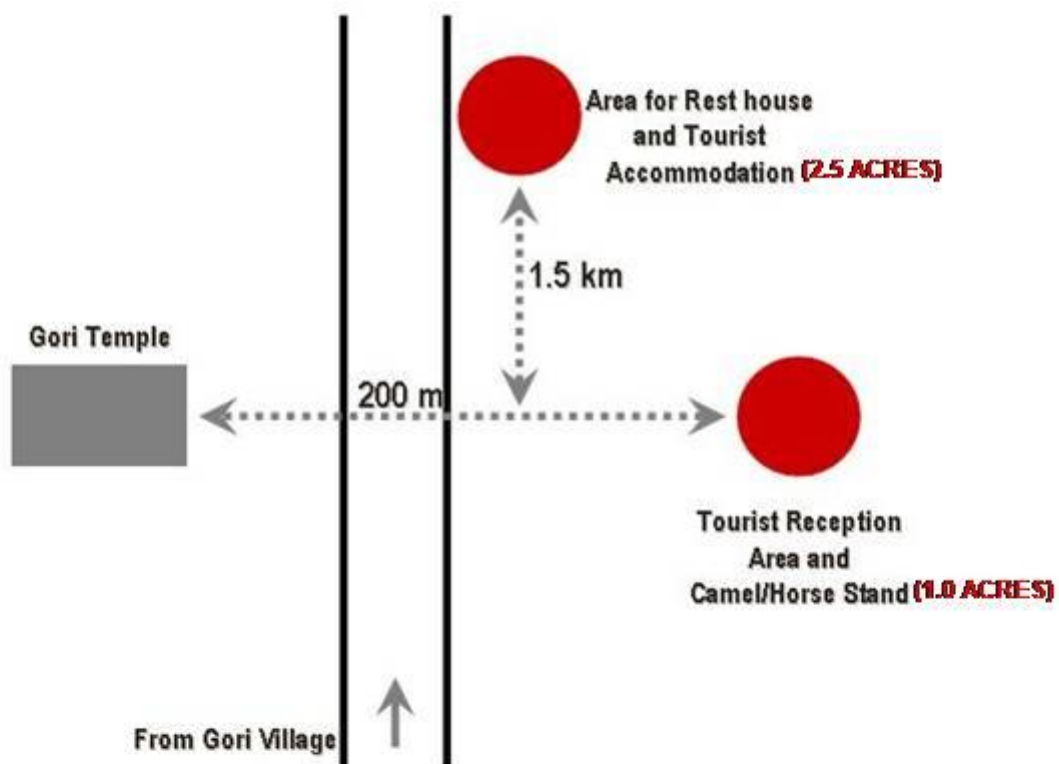 Area for Rest house
and Tourist
Accommodation (2.5 ACRES)
1.5 km
Gori Temple
200 m
Tourist Reception
Area and
Camel/Horse Stand (1.0 ACRES)
From Gori Village